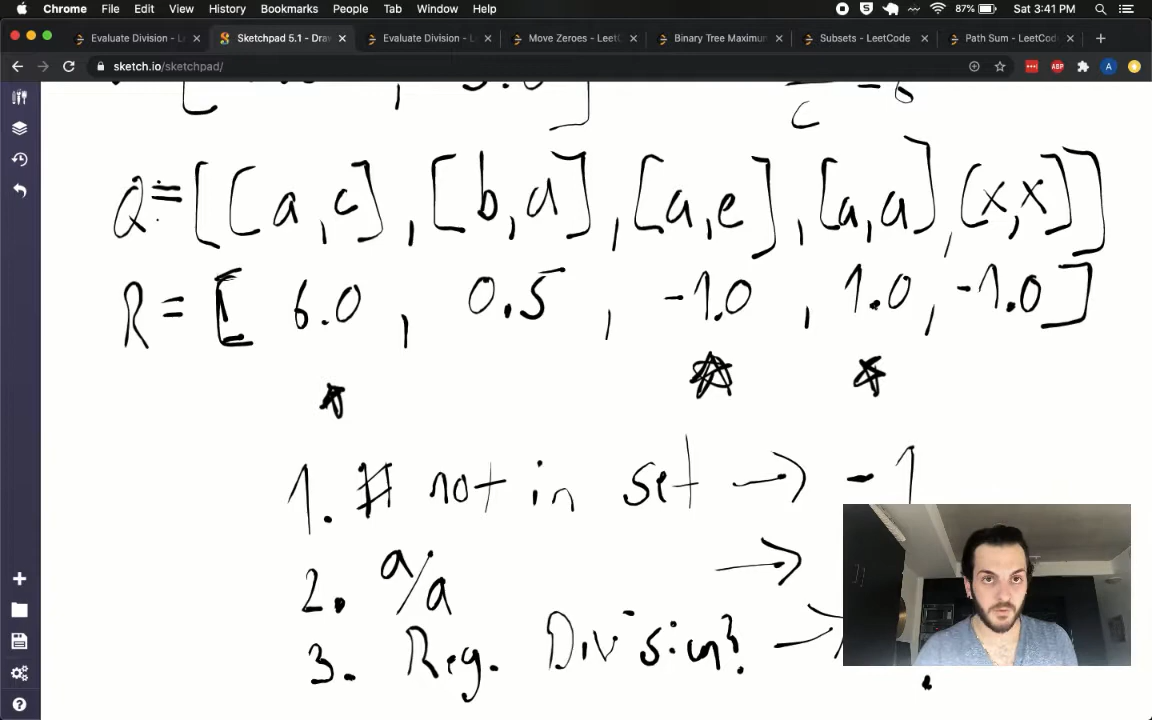 Chrome File Edit View History Bookmarks People Tab Window Help 87% Sat 3:41 PM
Evaluate Division - L Sketchpad 5.1 - Dra Evaluate Division - L Move Zeroes - LeetC Binary Tree Maximum Subsets - LeetCode Path Sum - LeetCod
sketch.io/sketchpad/
Q = [[a,c], [b,a], [a,e], [a,a], [x,x]]
R = [ 6.0 , 0.5 , -1.0 , 1.0, -1.0 ]
1. # not in set → -1
2. a/a →
3. Reg. Division? →